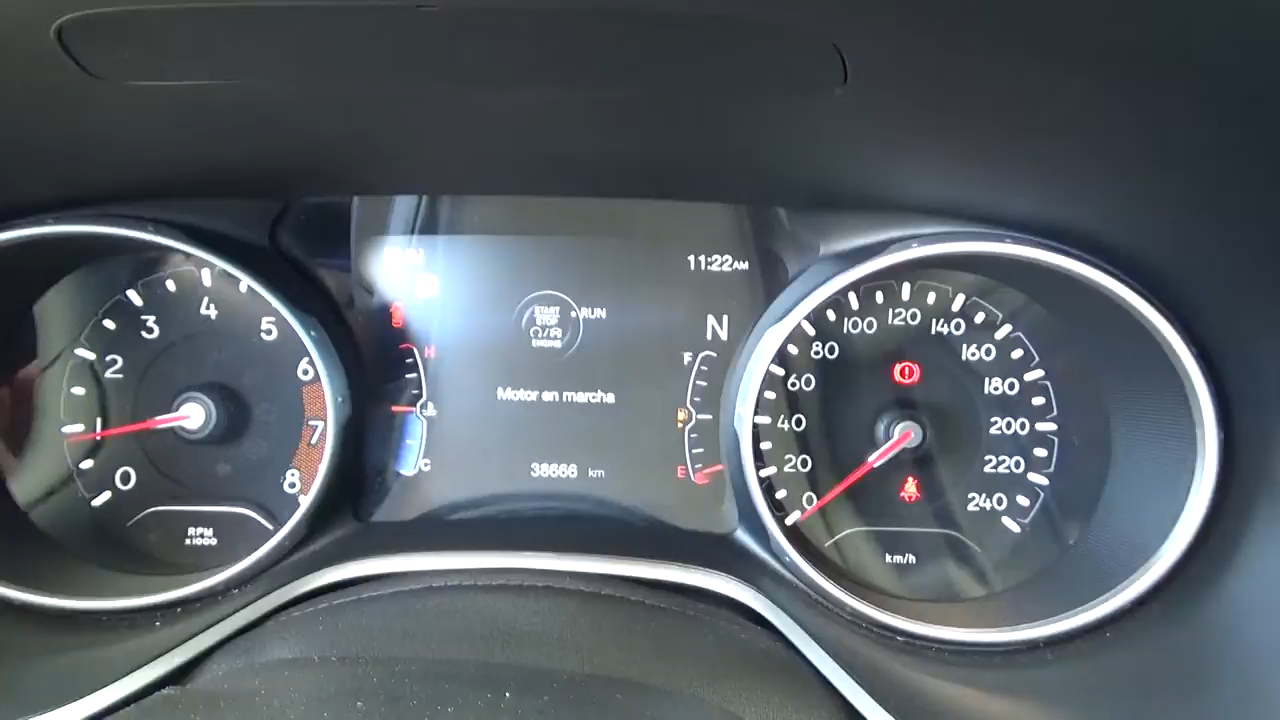 11:22AM
START
STOP
ENGINE
RUN
N
H
C
F
E
Motor en marcha
38666 km
0
1
2
3
4
5
6
7
8
RPM
x1000
0
20
40
60
80
100
120
140
160
180
200
220
240
km/h